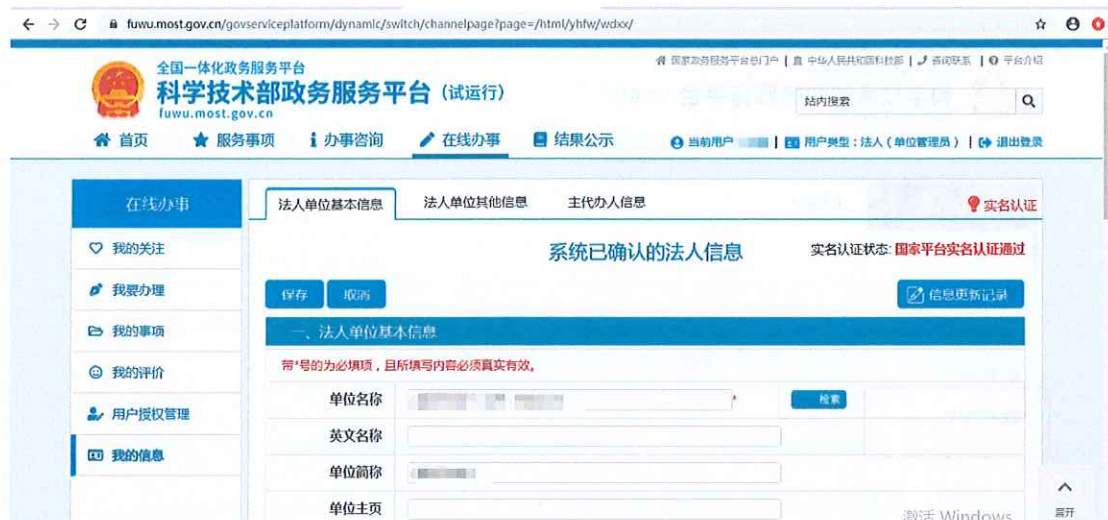 fuwu.most.gov.cn/govserviceplatform/dynamic/switch/channelpage?page=/html/yhfw/wdxx/
国家政务服务平台总门户 | 中华人民共和国科技部 | 咨询联系 | 平台介绍
全国一体化政务服务平台
科学技术部政务服务平台（试运行）
fuwu.most.gov.cn
站内搜索
首页 服务事项 办事咨询 在线办事 结果公示
当前用户 | 用户类型：法人（单位管理员） | 退出登录
在线办事
我的关注
我要办理
我的事项
我的评价
用户授权管理
我的信息
法人单位基本信息 法人单位其他信息 主代办人信息
实名认证
系统已确认的法人信息
实名认证状态: 国家平台实名认证通过
保存 取消
信息更新记录
一、法人单位基本信息
带*号的为必填项，且所填写内容必须真实有效。
单位名称 * 检索
英文名称
单位简称
单位主页
激活 Windows
展开